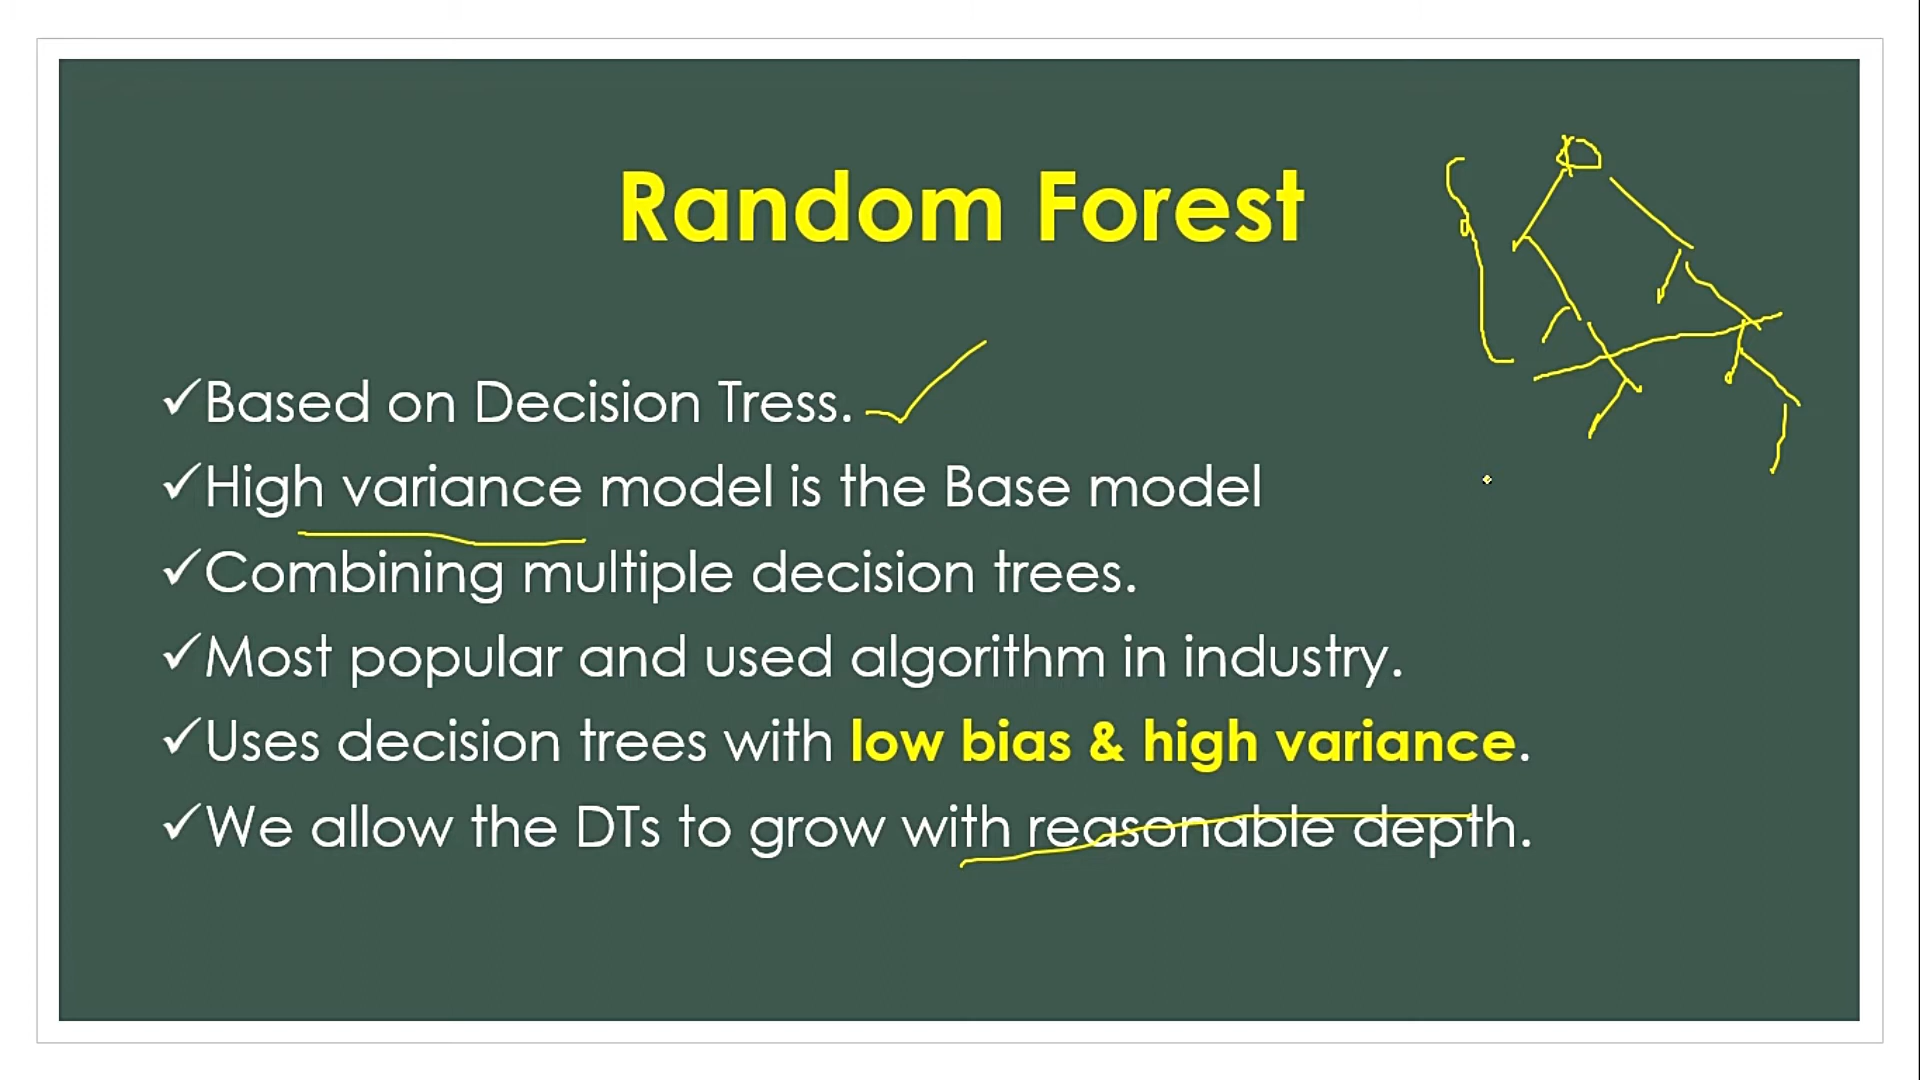 Random Forest
✓Based on Decision Tress.
✓High variance model is the Base model
✓Combining multiple decision trees.
✓Most popular and used algorithm in industry.
✓Uses decision trees with low bias & high variance.
✓We allow the DTs to grow with reasonable depth.